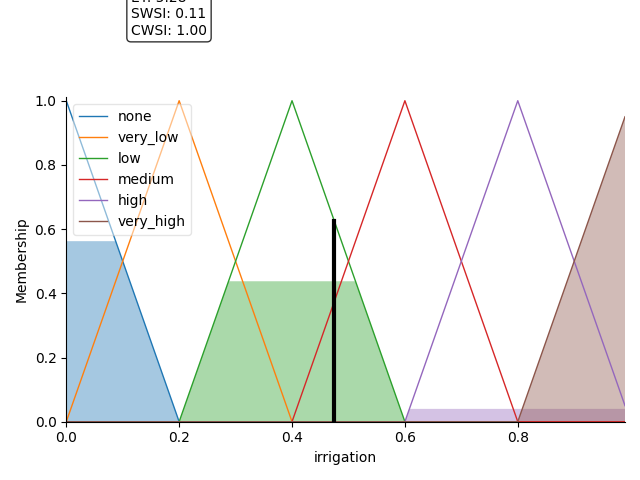 SWSI: 0.11
CWSI: 1.00
1.0
0.8
0.6
0.4
0.2
0.0
Membership
none
very_low
low
medium
high
very_high
0.0 0.2 0.4 0.6 0.8
irrigation